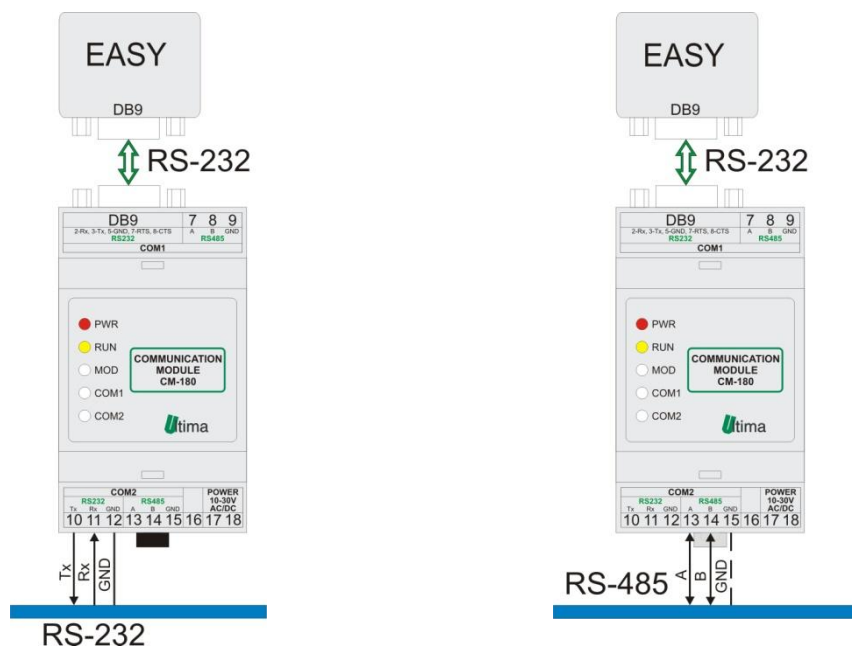 EASY
DB9
RS-232
DB9 7 8 9
2-Rx, 3-Tx, 5-GND, 7-RTS, 8-CTS A B GND
RS232 RS485
COM1
PWR
RUN
MOD
COM1
COM2
COMMUNICATION
MODULE
CM-180
Ultima
COM2 POWER
RS232 RS485 10-30V
Tx Rx GND A B GND AC/DC
10 11 12 13 14 15 16 17 18
Tx
Rx
GND
RS-232
EASY
DB9
RS-232
DB9 7 8 9
2-Rx, 3-Tx, 5-GND, 7-RTS, 8-CTS A B GND
RS232 RS485
COM1
PWR
RUN
MOD
COM1
COM2
COMMUNICATION
MODULE
CM-180
Ultima
COM2 POWER
RS232 RS485 10-30V
Tx Rx GND A B GND AC/DC
10 11 12 13 14 15 16 17 18
RS-485
A
B
GND